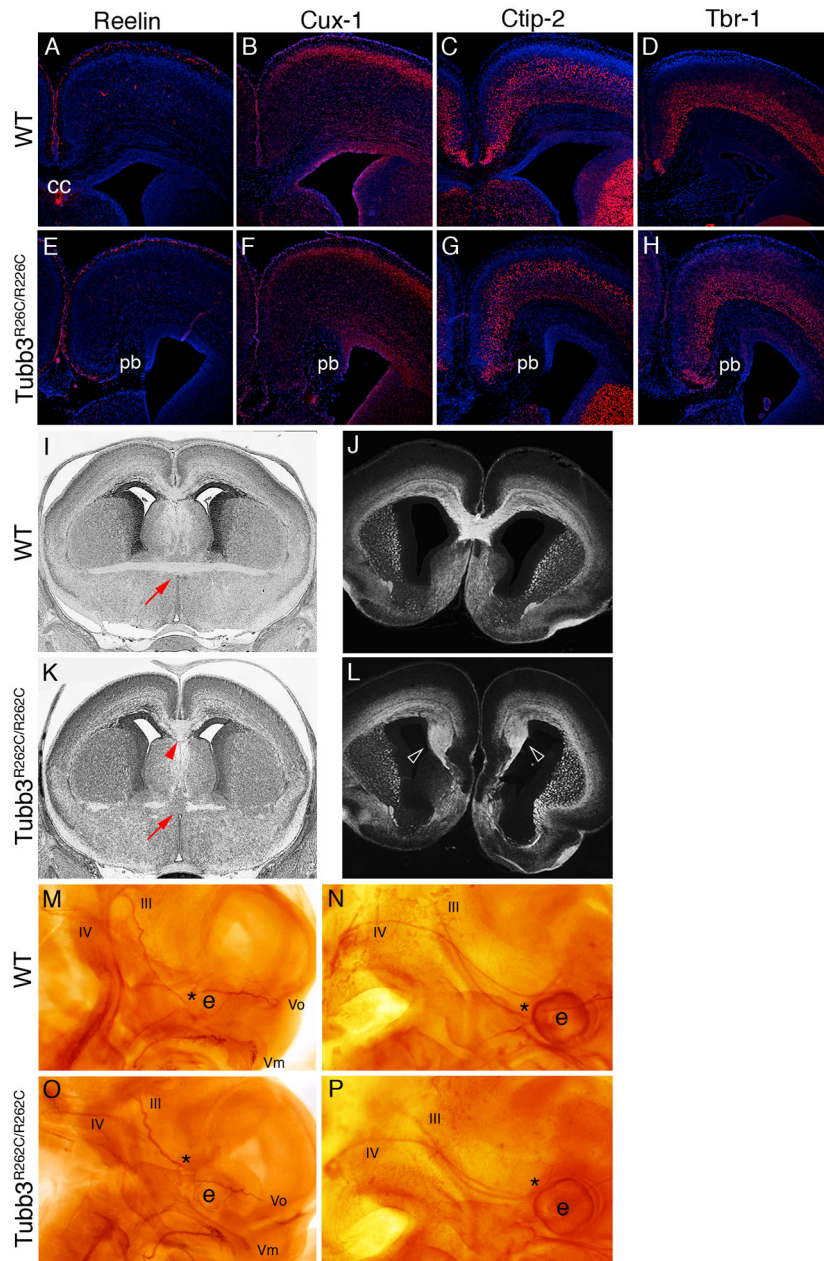 Reelin Cux-1 Ctip-2 Tbr-1
WT
A B C D
cc
Tubb3R26C/R226C
E F G H
pb pb pb pb
WT
I J
Tubb3R262C/R262C
K L
WT
M III IV * e Vo Vm
N III IV * e
Tubb3R262C/R262C
O III IV * e Vo Vm
P III IV * e